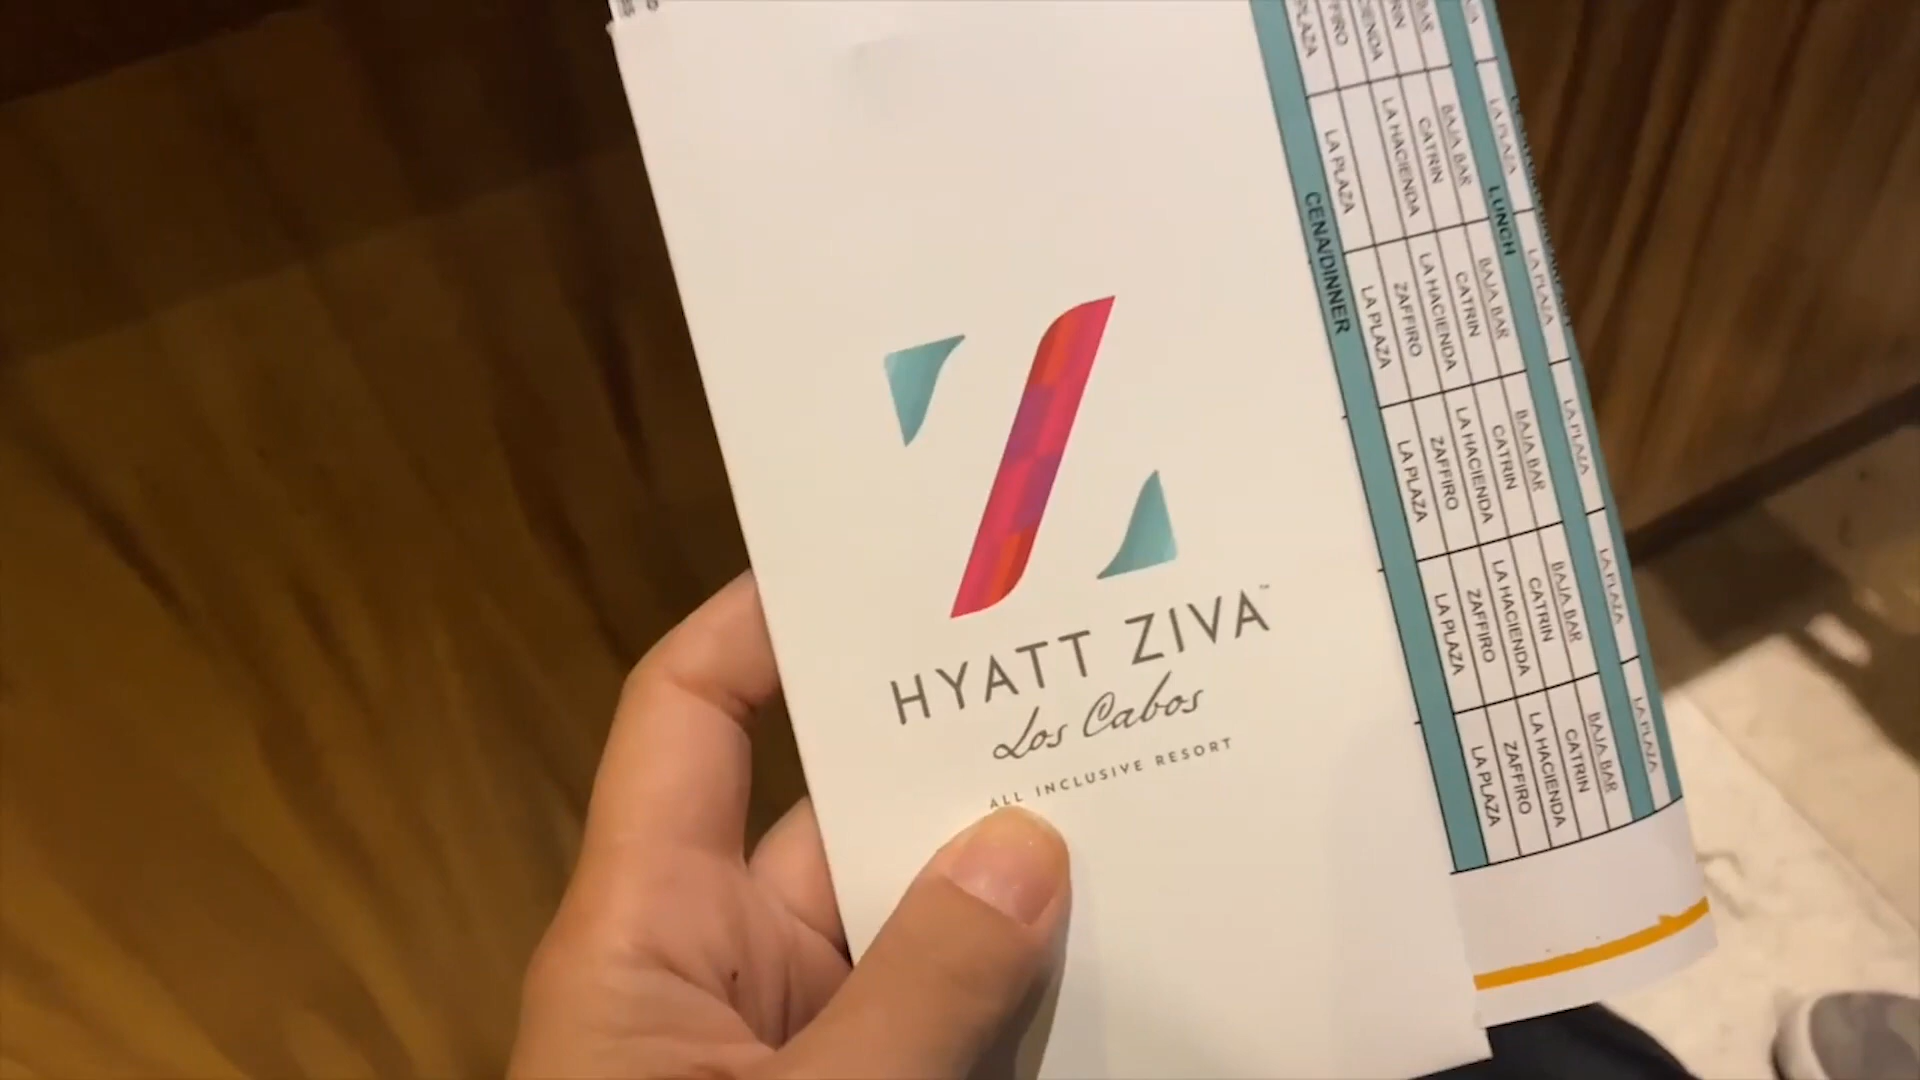 HYATT ZIVA™
Los Cabos
ALL INCLUSIVE RESORT
LA PLAZA LA PLAZA LA PLAZA LA PLAZA LA PLAZA
LUNCH
BAR BAJA BAR BAJA BAR BAJA BAR BAJA BAR BAJA BAR
CATRIN CATRIN CATRIN CATRIN CATRIN
LA HACIENDA LA HACIENDA LA HACIENDA LA HACIENDA LA HACIENDA
ZAFFIRO ZAFFIRO ZAFFIRO ZAFFIRO
PLAZA LA PLAZA LA PLAZA LA PLAZA LA PLAZA LA PLAZA
CENA/DINNER